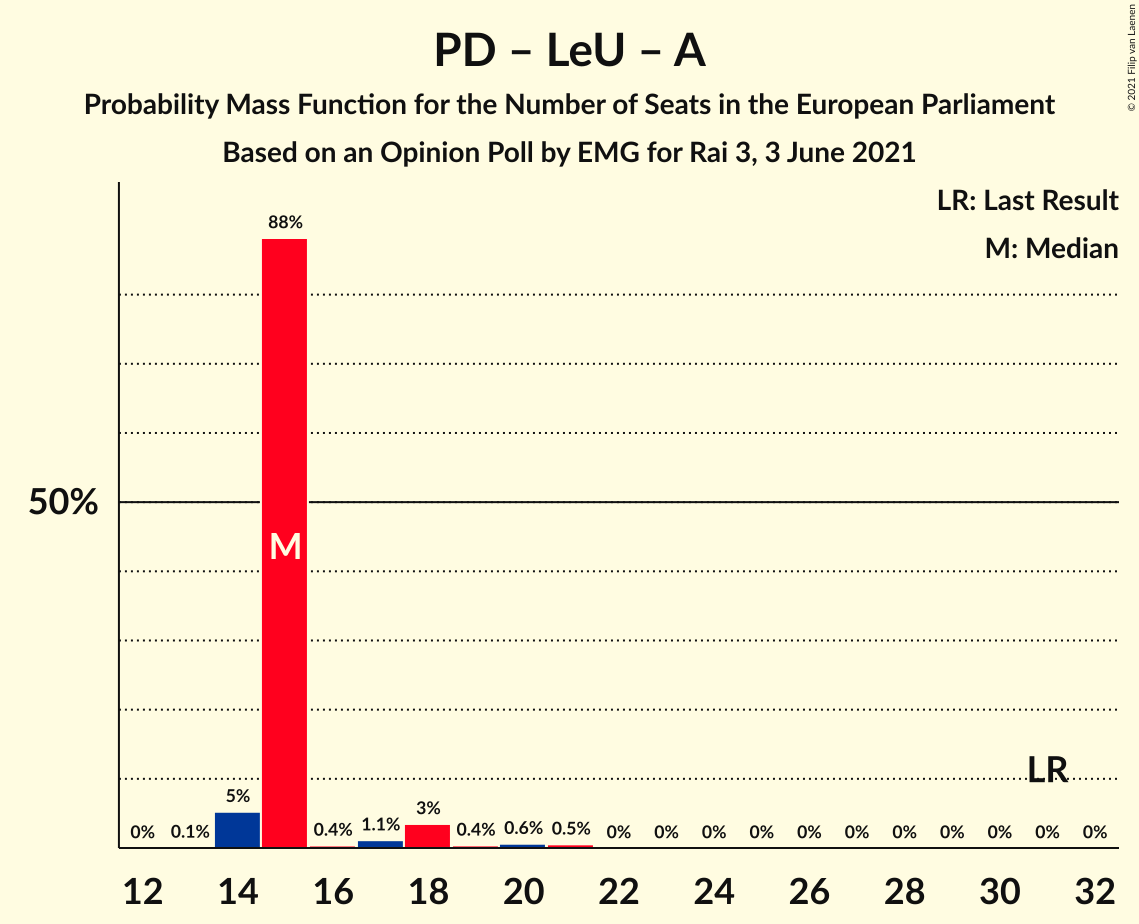 PD – LeU – A
Probability Mass Function for the Number of Seats in the European Parliament
Based on an Opinion Poll by EMG for Rai 3, 3 June 2021
© 2021 Filip van Laenen
LR: Last Result
M: Median
88%
50%
M
LR
5%
3%
0% 0.1% 0.4% 1.1% 0.4% 0.6% 0.5% 0% 0% 0% 0% 0% 0% 0% 0% 0% 0% 0%
12 14 16 18 20 22 24 26 28 30 32